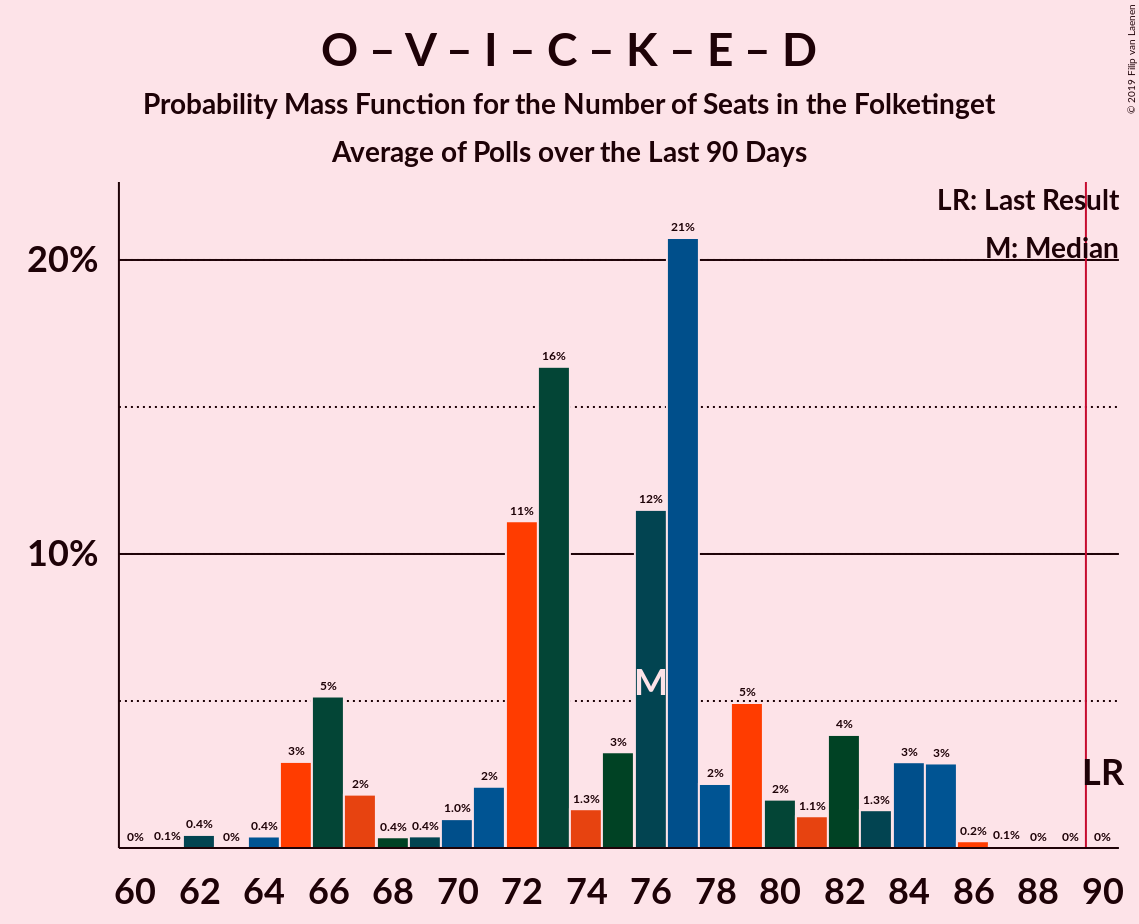 O – V – I – C – K – E – D
Probability Mass Function for the Number of Seats in the Folketinget
Average of Polls over the Last 90 Days
© 2019 Filip van Laenen
LR: Last Result
M: Median
20%
10%
0% 0.1% 0.4% 0% 0.4% 3% 5% 2% 0.4% 0.4% 1.0% 2% 11% 16% 1.3% 3% 12% 21% 2% 5% 2% 1.1% 4% 1.3% 3% 3% 0.2% 0.1% 0% 0% 0%
M
LR
60 62 64 66 68 70 72 74 76 78 80 82 84 86 88 90